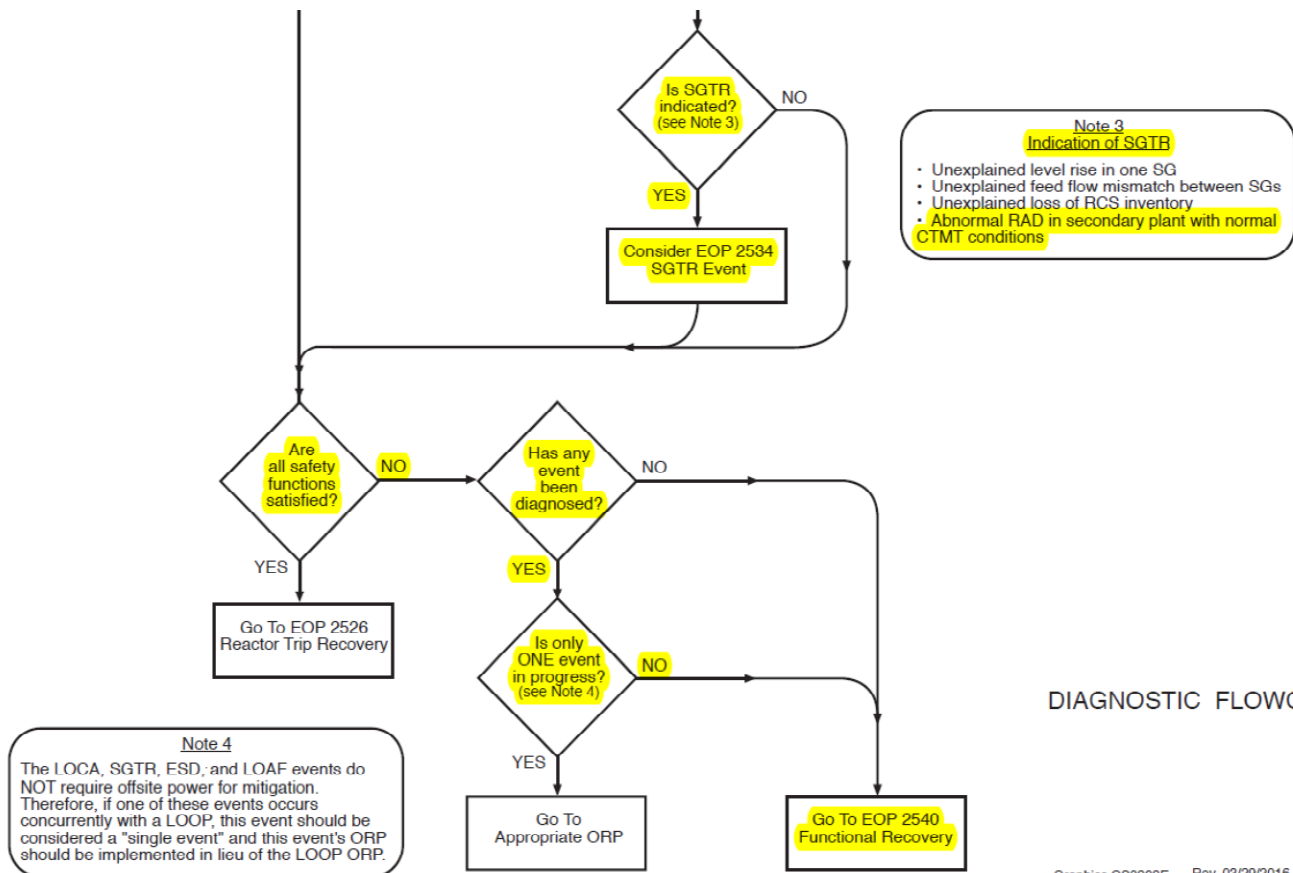 Is SGTR
indicated?
(see Note 3)
NO
YES
Consider EOP 2534
SGTR Event
Note 3
Indication of SGTR
· Unexplained level rise in one SG
· Unexplained feed flow mismatch between SGs
· Unexplained loss of RCS inventory
· Abnormal RAD in secondary plant with normal
CTMT conditions
Are
all safety
functions
satisfied?
NO
YES
Go To EOP 2526
Reactor Trip Recovery
Has any
event
been
diagnosed?
NO
YES
Is only
ONE event
in progress?
(see Note 4)
NO
YES
Go To
Appropriate ORP
Go To EOP 2540
Functional Recovery
DIAGNOSTIC FLOWC
Note 4
The LOCA, SGTR, ESD, and LOAF events do
NOT require offsite power for mitigation.
Therefore, if one of these events occurs
concurrently with a LOOP, this event should be
considered a "single event" and this event's ORP
should be implemented in lieu of the LOOP ORP.
Rev. 03/29/2016